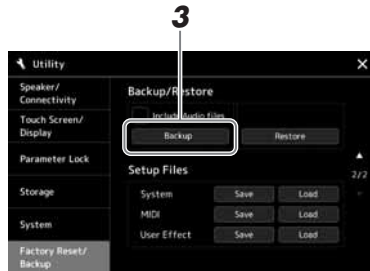 3
Utility
×
Speaker/
Connectivity
Touch Screen/
Display
Parameter Lock
Storage
System
Factory Reset/
Backup
Backup/Restore
Include Audio files
Backup
Restore
Setup Files
System
Save
Load
MIDI
Save
Load
User Effect
Save
Load
2/2